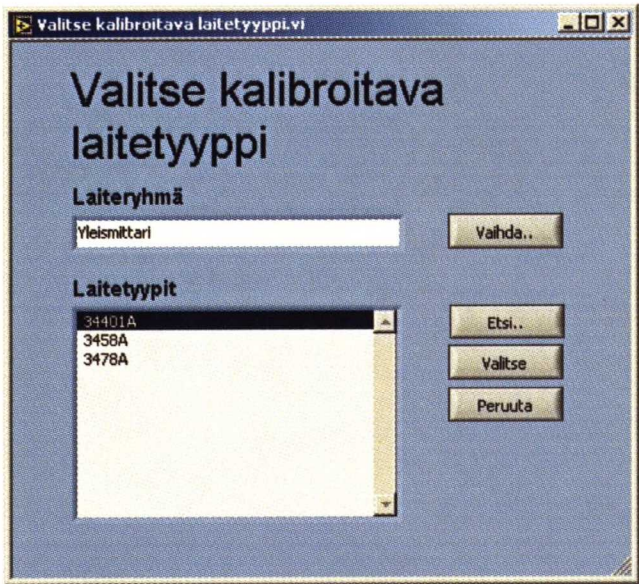 Valitse kalibroitava laitetyyppi.vi
Valitse kalibroitava
laitetyyppi
Laiteryhmä
Yleismittari
Vaihda..
Laitetyypit
34401A
3458A
3478A
Etsi..
Valitse
Peruuta